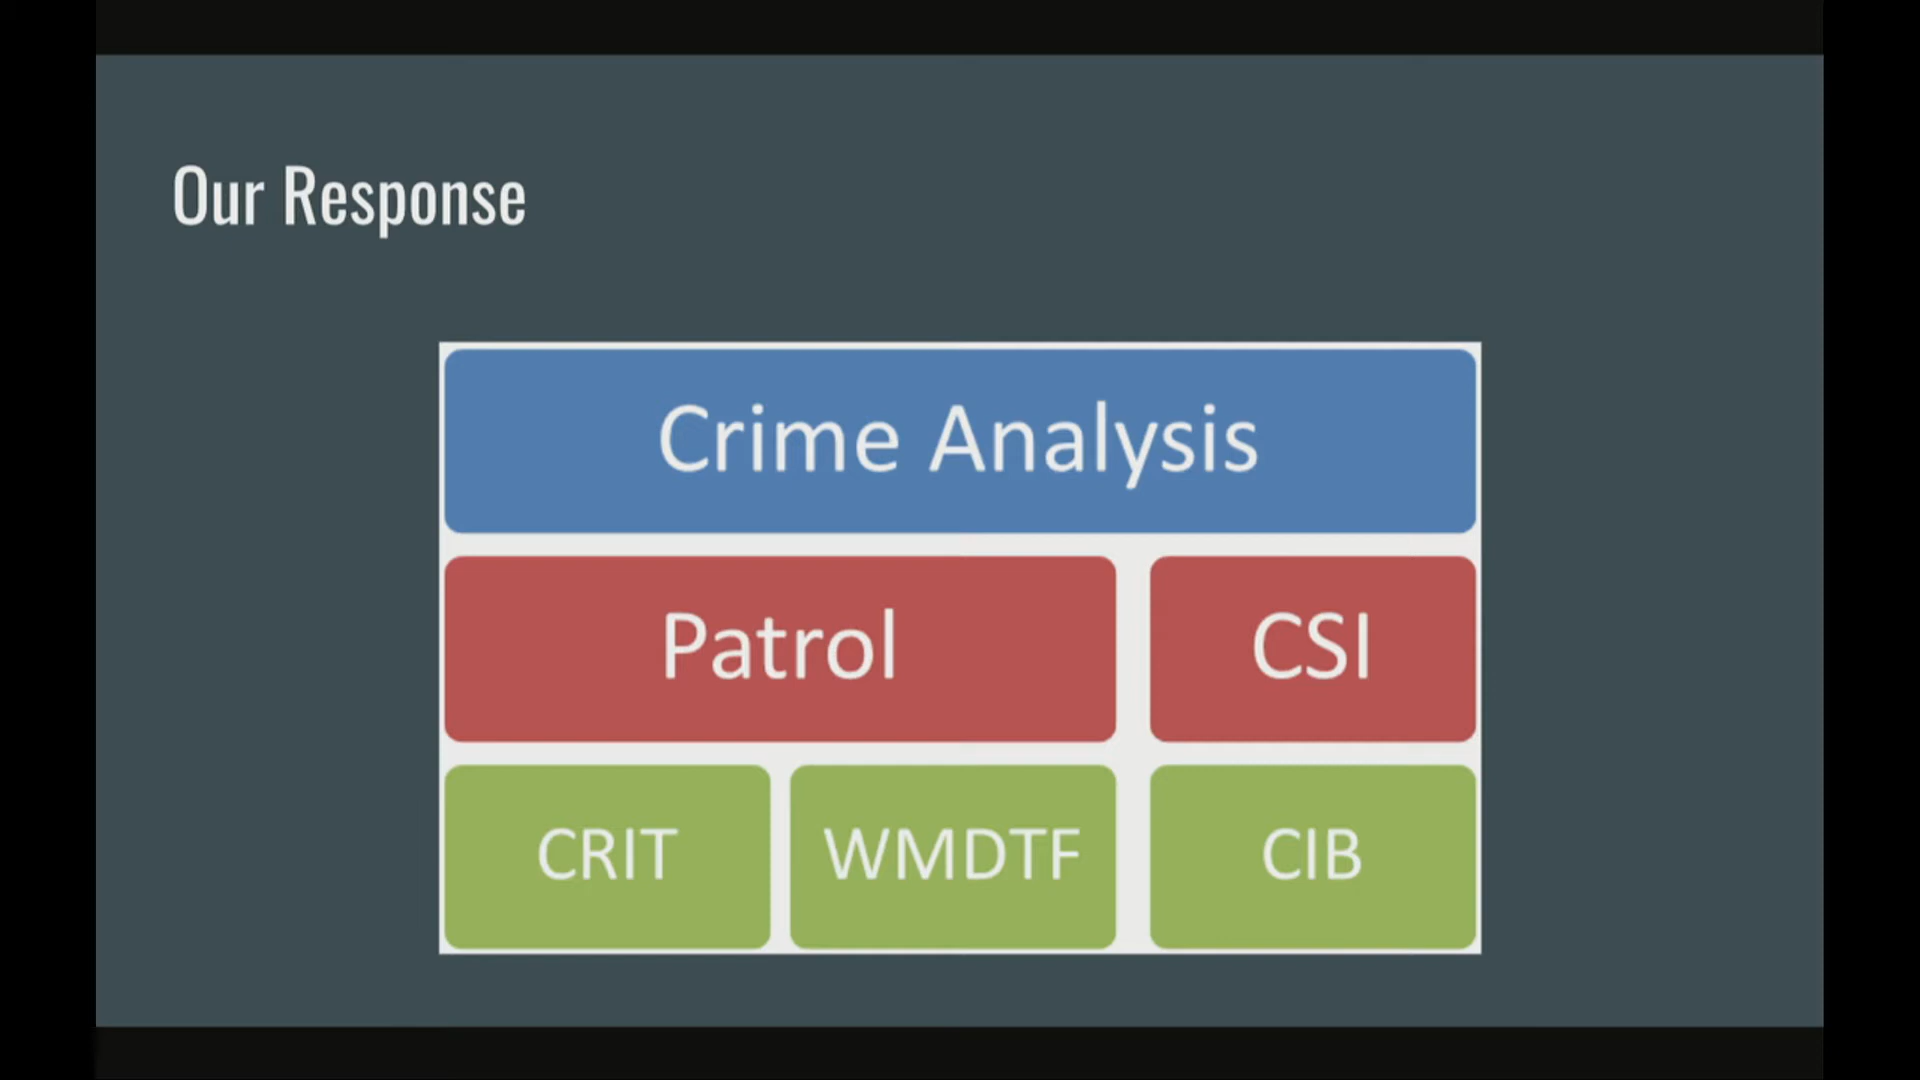 Our Response
Crime Analysis
Patrol
CSI
CRIT
WMDTF
CIB